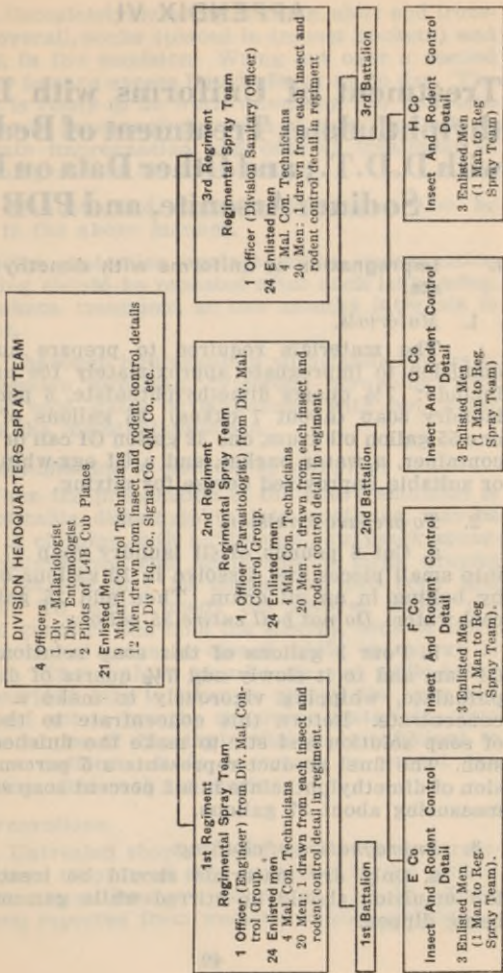 DIVISION HEADQUARTERS SPRAY TEAM
4 Officers
1 Div Malariologist
1 Div. Entomologist
2 Pilots of L4B Cub Planes
21 Enlisted Men
9 Malaria Control Technicians
12 Men drawn from insect and rodent control details
of Div Hq. Co., Signal Co., QM Co., etc.
1st Regiment
Regimental Spray Team
1 Officer (Engineer) from Div. Mal. Con-
trol Group.
24 Enlisted men
4 Mal. Con. Technicians
20 Men: 1 drawn from each insect and
rodent control detail in regiment.
2nd Regiment
Regimental Spray Team
1 Officer (Parasitologist) from Div. Mal.
Control Group.
24 Enlisted men
4 Mal. Con. Technicians
20 Men: 1 drawn from each insect and
rodent control detail in regiment.
3rd Regiment
Regimental Spray Team
1 Officer (Division Sanitary Officer)
24 Enlisted men
4 Mal. Con. Technicians
20 Men: 1 drawn from each insect and
rodent control detail in regiment
1st Battalion
2nd Battalion
3rd Battalion
E Co
Insect And Rodent Control
Detail
3 Enlisted Men
(1 Man to Reg.
Spray Team).
F Co
Insect And Rodent Control
Detail
3 Enlisted Men
(1 Man to Reg
Spray Team).
G Co
Insect And Rodent Control
Detail
3 Enlisted Men
(1 Man to Reg.
Spray Team)
H Co
Insect And Rodent Control
Detail
3 Enlisted Men
(1 Man to Reg
Spray Team)